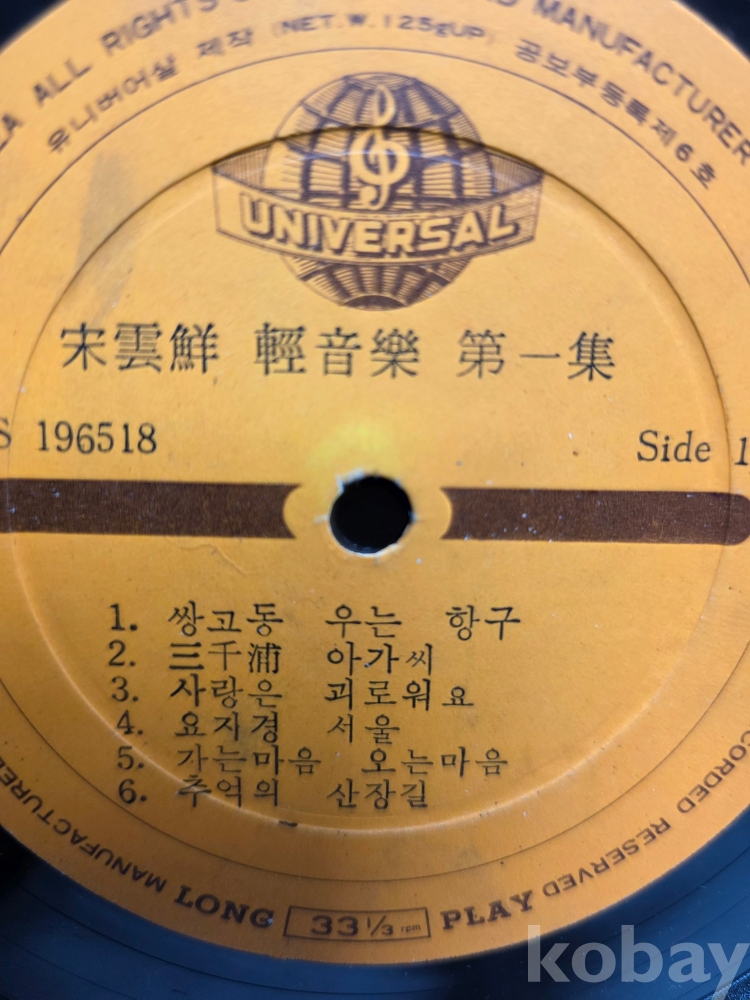 LA ALL RIGHTS
D MANUFACTURER
유니버어살 제작 (NET.W.125gUP) 공보부등록제6호
UNIVERSAL
宋雲鮮 輕音樂 第一集
S 196518
Side 1
1. 쌍고동 우는 항구
2. 三千浦 아가씨
3. 사랑은 괴로워요
4. 요지경 서울
5. 가는마음 오는마음
6. 추억의 산장길
MANUFACTURE
LONG 33 1/3 rpm PLAY
CORDED RESERVED
kobay